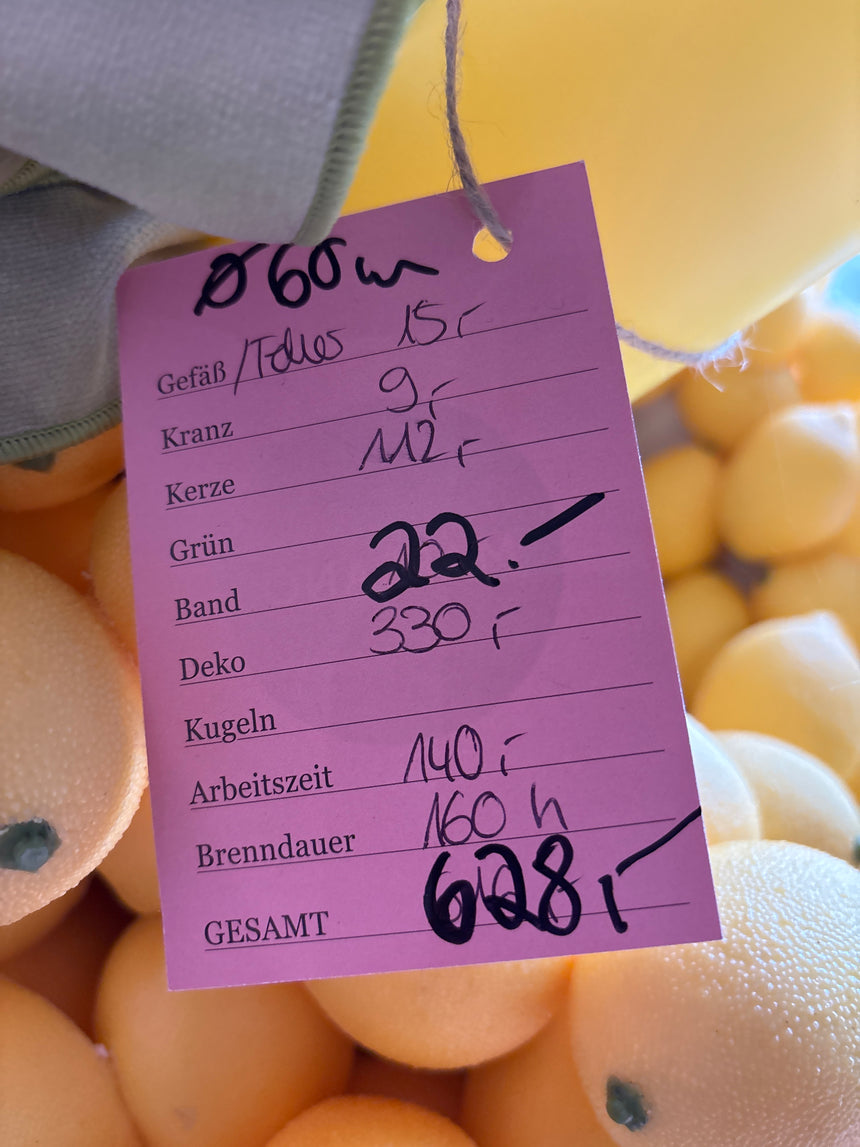 Ø 60 cm
Gefäß /Teller 15,-
Kranz 9,-
Kerze 112,-
Grün
Band 22.-
Deko 330,-
Kugeln
Arbeitszeit 140,-
Brenndauer 160 h
GESAMT 628,-